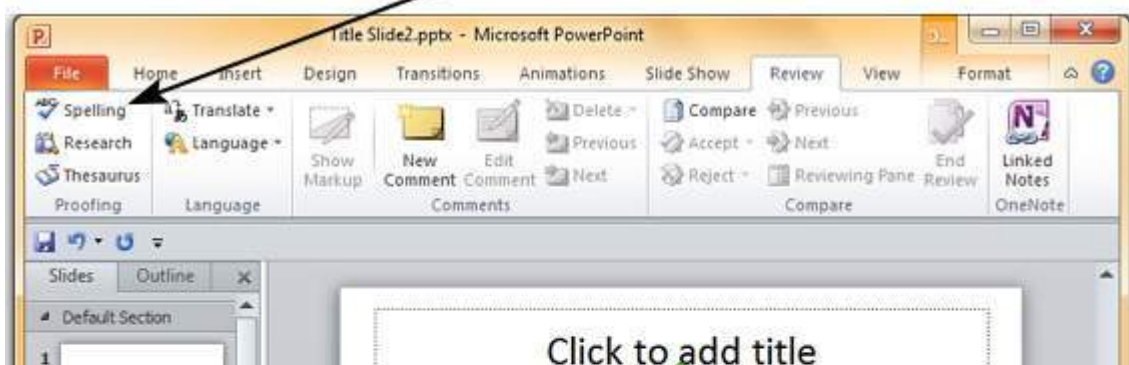 Title Slide2.pptx - Microsoft PowerPoint
File Home Insert Design Transitions Animations Slide Show Review View Format
ABC Spelling Translate Compare Previous Delete
Research Language Accept Next Previous
Thesaurus Reject Reviewing Pane Next
Show Markup
New Comment
Edit Comment
End Review
Linked Notes
Proofing Language Comments Compare OneNote
Slides Outline
Default Section
1
Click to add title